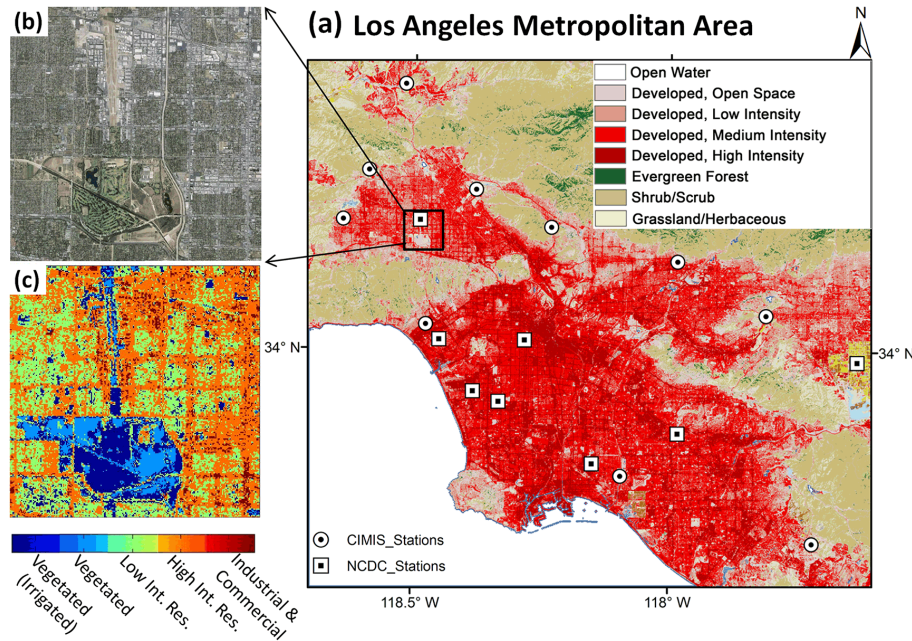 (b)
(a) Los Angeles Metropolitan Area
N
Open Water
Developed, Open Space
Developed, Low Intensity
Developed, Medium Intensity
Developed, High Intensity
Evergreen Forest
Shrub/Scrub
Grassland/Herbaceous
(c)
34° N
34° N
CIMIS_Stations
NCDC_Stations
118.5° W
118° W
Vegetated
(Irrigated)
Vegetated
Low Int. Res.
High Int. Res.
Industrial &
Commercial